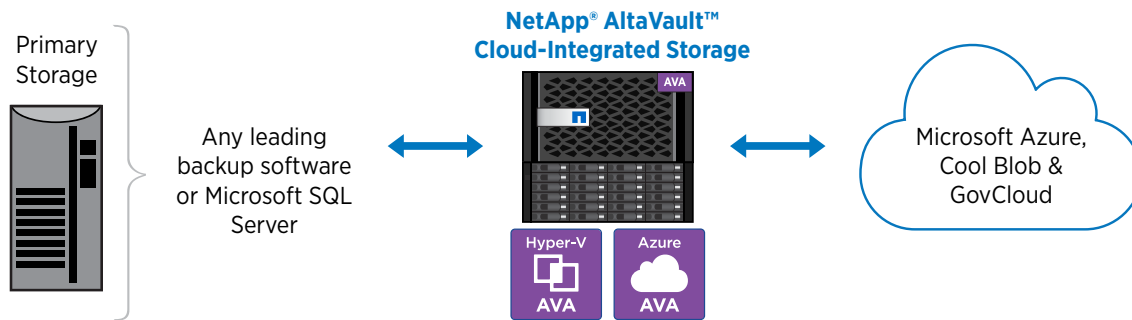 Primary
Storage
Any leading
backup software
or Microsoft SQL
Server
NetApp® AltaVault™
Cloud-Integrated Storage
AVA
Hyper-V
AVA
Azure
AVA
Microsoft Azure,
Cool Blob &
GovCloud